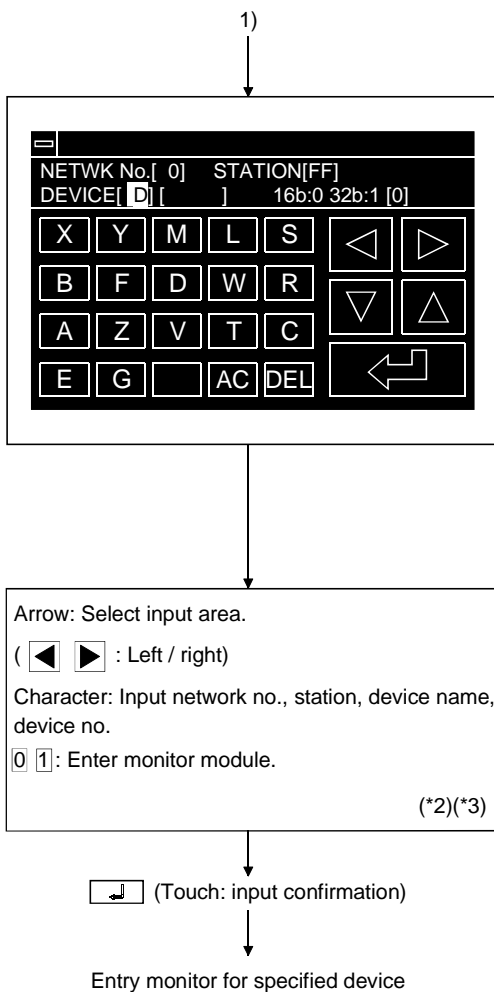 1)
NETWK No.[ 0] STATION[FF]
DEVICE[ D] [ ] 16b:0 32b:1 [0]
X Y M L S
B F D W R
A Z V T C
E G AC DEL
Arrow: Select input area.
( ◀ ▶ : Left / right)
Character: Input network no., station, device name,
device no.
0 1 : Enter monitor module.
(*2)(*3)
(Touch: input confirmation)
Entry monitor for specified device